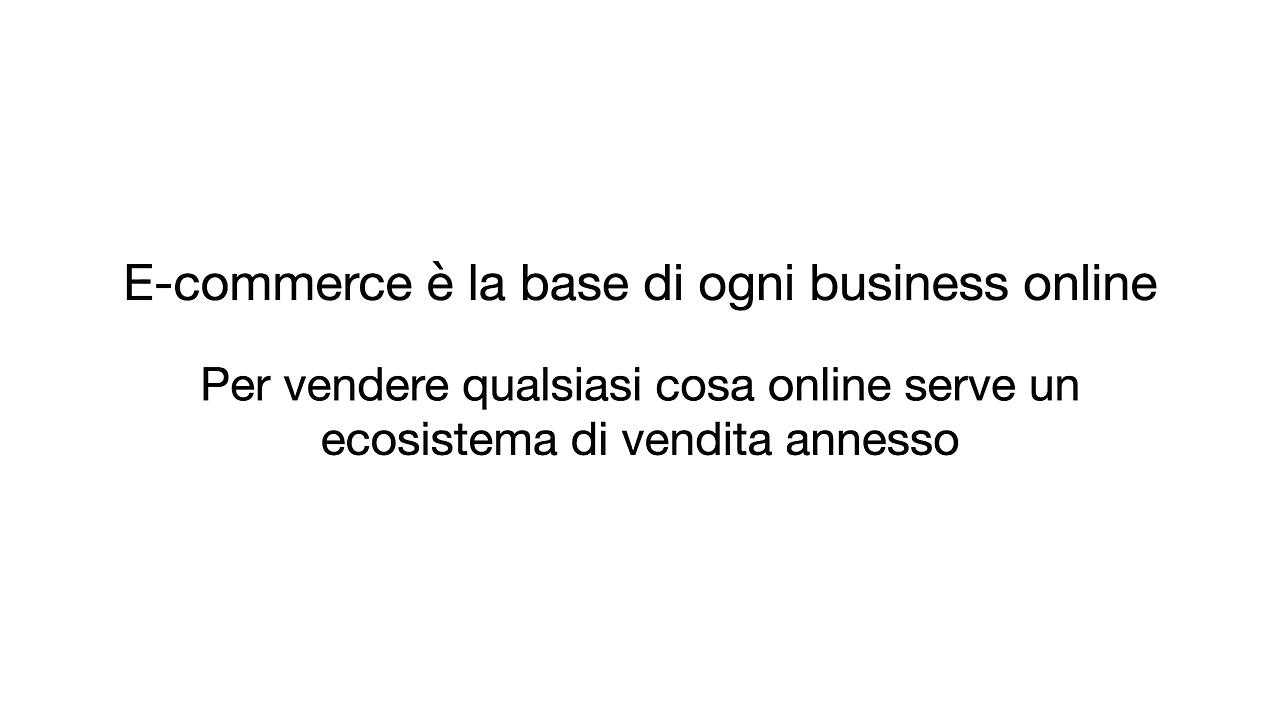 E-commerce è la base di ogni business online
Per vendere qualsiasi cosa online serve un
ecosistema di vendita annesso